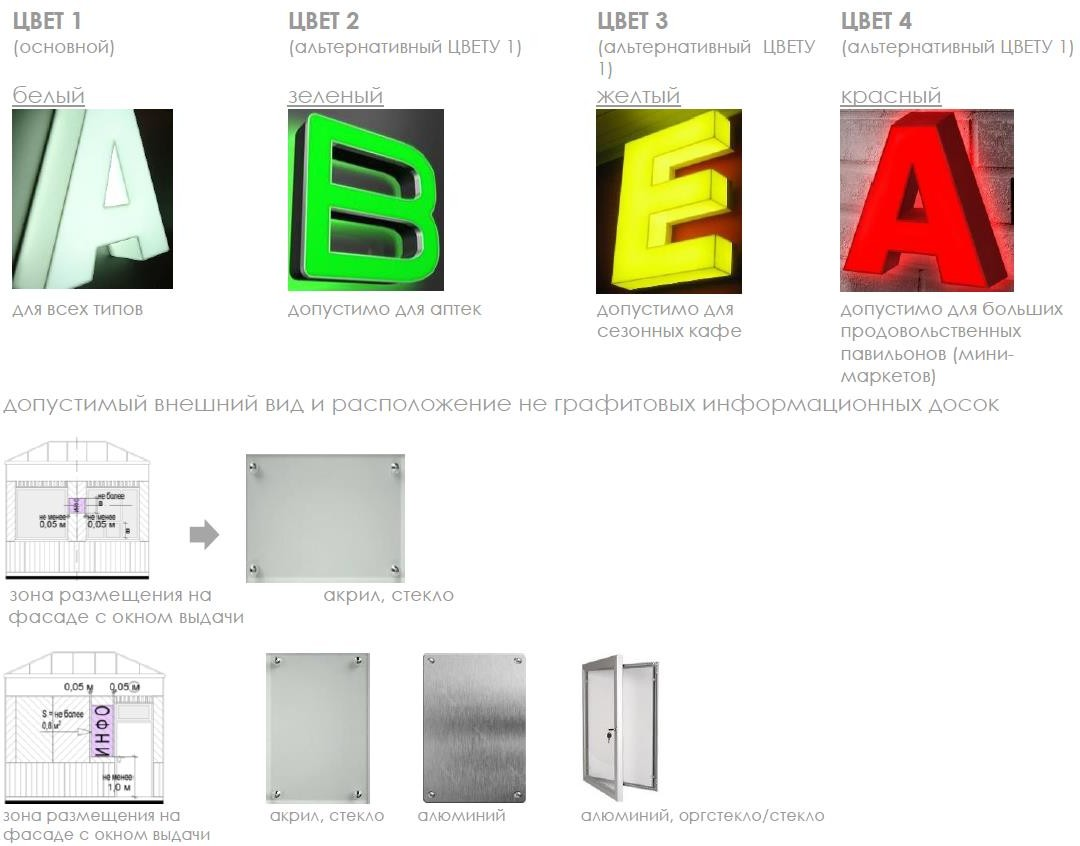 ЦВЕТ 1
(основной)
белый
для всех типов
ЦВЕТ 2
(альтернативный ЦВЕТУ 1)
зеленый
В
допустимо для аптек
ЦВЕТ 3
(альтернативный ЦВЕТУ
1)
желтый
Е
допустимо для
сезонных кафе
ЦВЕТ 4
(альтернативный ЦВЕТУ 1)
красный
А
допустимо для больших
продовольственных
павильонов (мини-
маркетов)
А
допустимый внешний вид и расположение не графитовых информационных досок
не более
не менее
0,05 м
не менее
0,05 м
зона размещения на
фасаде с окном выдачи
акрил, стекло
0,05 м
0,05 м
S = не более
0,8 м²
ИНФО
не менее
1,0 м
зона размещения на
фасаде с окном выдачи
акрил, стекло
алюминий
алюминий, оргстекло/стекло